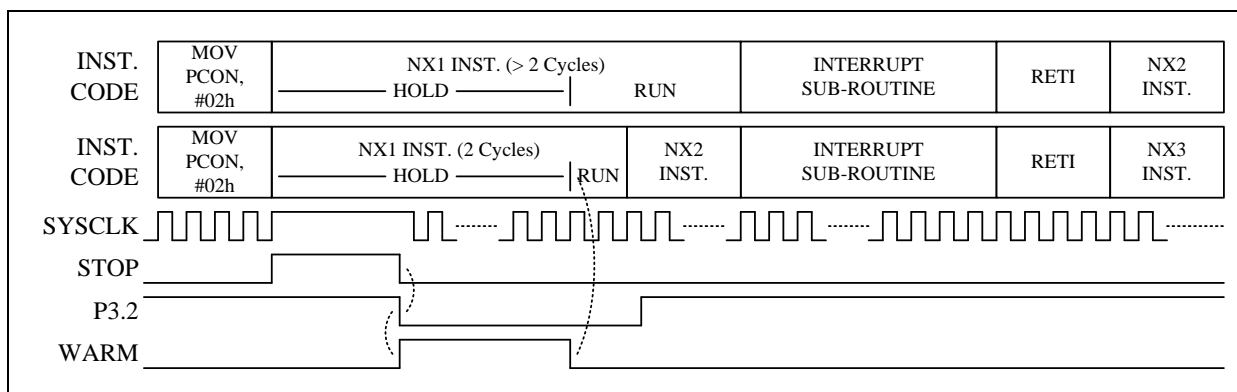 INST.
CODE
MOV
PCON,
#02h
NX1 INST. (> 2 Cycles)
HOLD
RUN
INTERRUPT
SUB-ROUTINE
RETI
NX2
INST.
INST.
CODE
MOV
PCON,
#02h
NX1 INST. (2 Cycles)
HOLD
RUN
NX2
INST.
INTERRUPT
SUB-ROUTINE
RETI
NX3
INST.
SYSCLK
STOP
P3.2
WARM